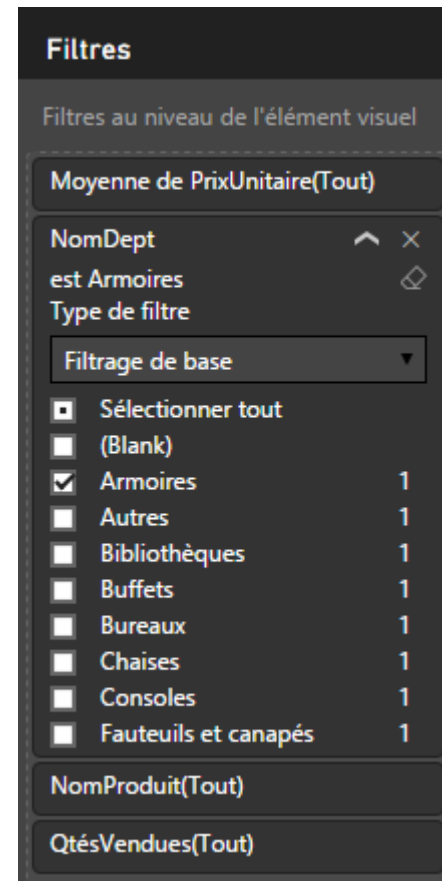 Filtres
Filtres au niveau de l'élément visuel
Moyenne de PrixUnitaire(Tout)
NomDept
est Armoires
Type de filtre
Filtrage de base
Sélectionner tout
(Blank)
Armoires 1
Autres 1
Bibliothèques 1
Buffets 1
Bureaux 1
Chaises 1
Consoles 1
Fauteuils et canapés 1
NomProduit(Tout)
QtésVendues(Tout)